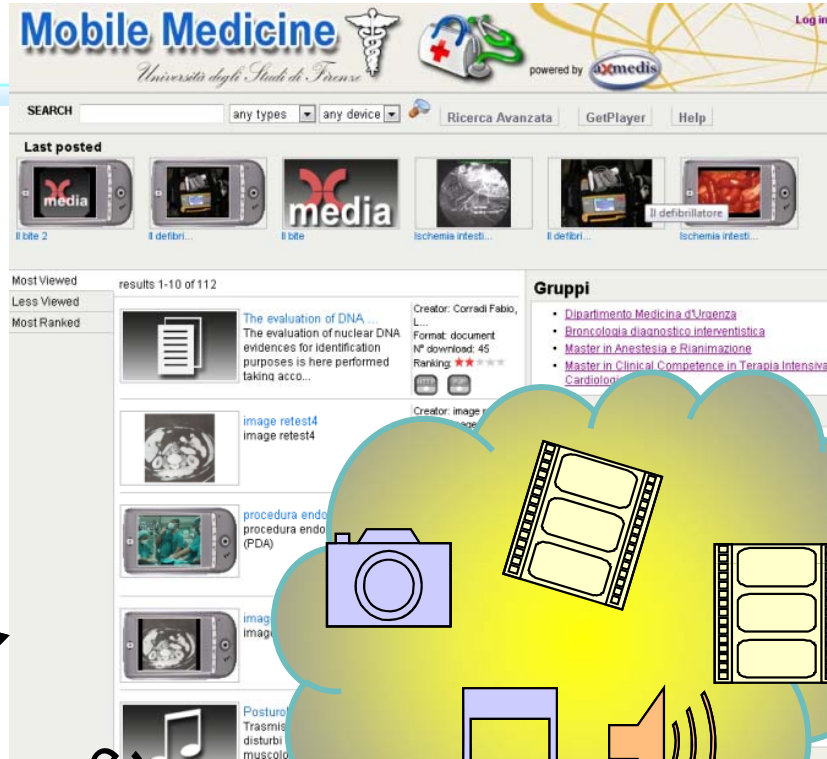 Mobile Medicine
Log in
Università degli Studi di Firenze
powered by axmedis
SEARCH any types any device Ricerca Avanzata GetPlayer Help
Last posted
media
media
Il defibrillatore
Il bite 2 Il defibri... Il bite Ischemia intesti... Il defibri... Ischemia intesti...
Most Viewed
Less Viewed
Most Ranked
results 1-10 of 112
The evaluation of DNA ...
The evaluation of nuclear DNA
evidences for identification
purposes is here performed
taking acco...
Creator: Corradi Fabio,
L...
Format: document
N° download: 45
Ranking:
HTTP P2P
Gruppi
Dipartimento Medicina d'Urgenza
Broncologia diagnostico interventistica
Master in Anestesia e Rianimazione
Master in Clinical Competence in Terapia Intensiva
image retest4
image retest4
Creator: image
procedura endo
procedura endo
(PDA)
imag
imag
Trasmis
disturbi